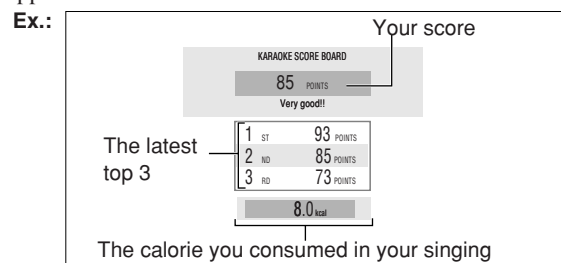 Ex.:
Your score
KARAOKE SCORE BOARD
85 POINTS
Very good!!
The latest
top 3
1 ST 93 POINTS
2 ND 85 POINTS
3 RD 73 POINTS
8.0 kcal
The calorie you consumed in your singing